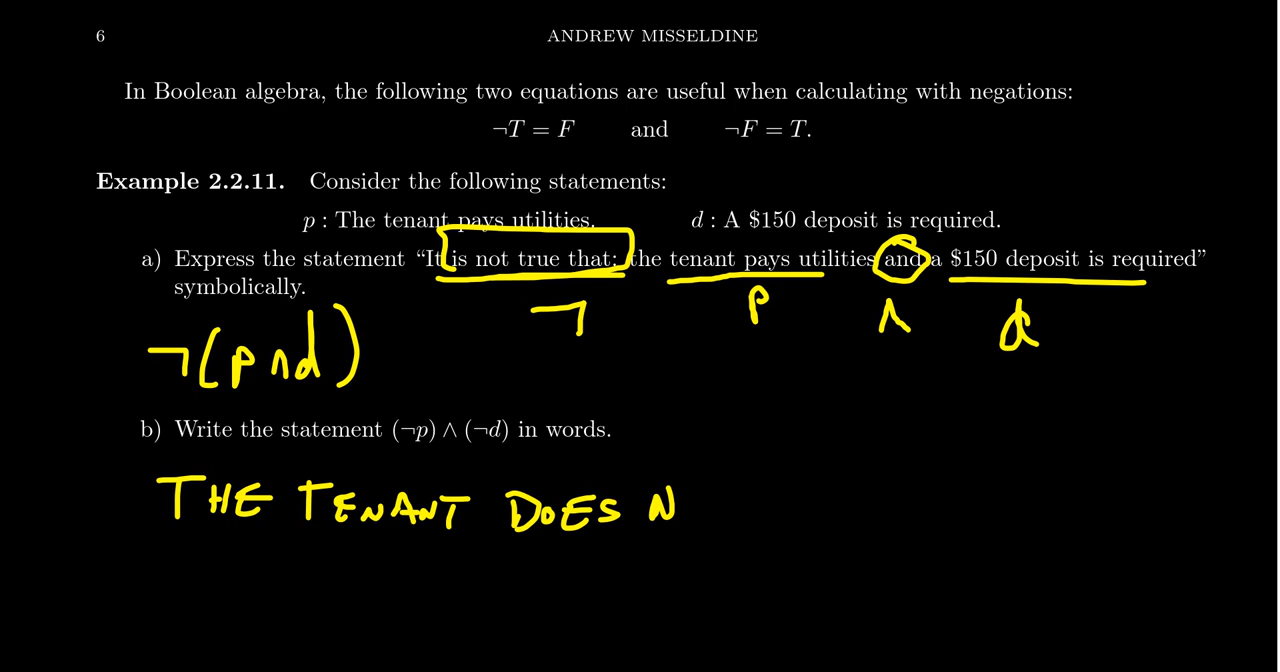 6 ANDREW MISSELDINE
In Boolean algebra, the following two equations are useful when calculating with negations:
¬T = F and ¬F = T.
Example 2.2.11. Consider the following statements:
p : The tenant pays utilities. d : A $150 deposit is required.
a) Express the statement “It is not true that: the tenant pays utilities and a $150 deposit is required”
symbolically.
¬ p ∧ d
¬(p ∧ d)
b) Write the statement (¬p) ∧ (¬d) in words.
THE TENANT DOES N